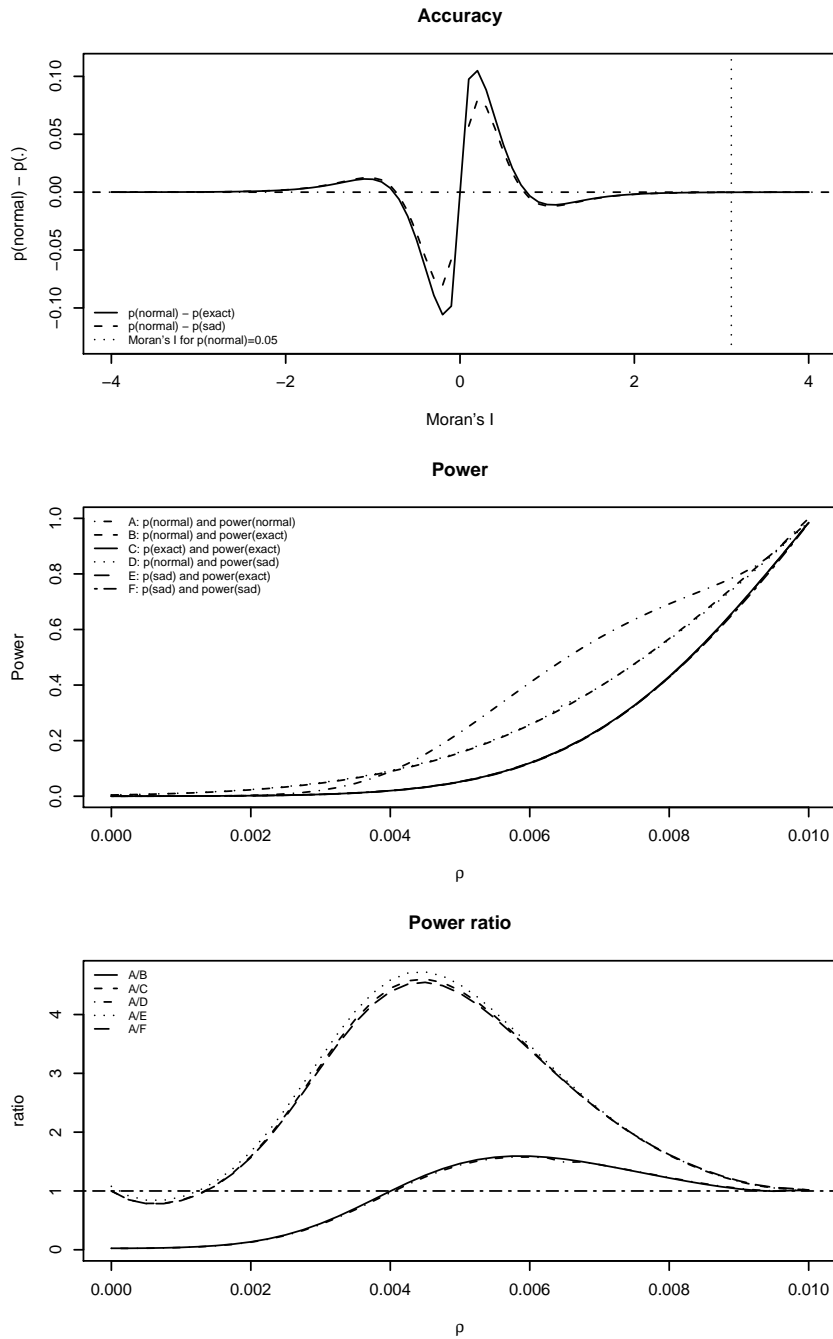 Accuracy
0.10
0.05
0.00
−0.05
−0.10
p(normal) − p(.)
p(normal) − p(exact)
p(normal) − p(sad)
Moran's I for p(normal)=0.05
−4 −2 0 2 4
Moran's I
Power
1.0
0.8
0.6
0.4
0.2
0.0
Power
A: p(normal) and power(normal)
B: p(normal) and power(exact)
C: p(exact) and power(exact)
D: p(normal) and power(sad)
E: p(sad) and power(exact)
F: p(sad) and power(sad)
0.000 0.002 0.004 0.006 0.008 0.010
ρ
Power ratio
4
3
2
1
0
ratio
A/B
A/C
A/D
A/E
A/F
0.000 0.002 0.004 0.006 0.008 0.010
ρ